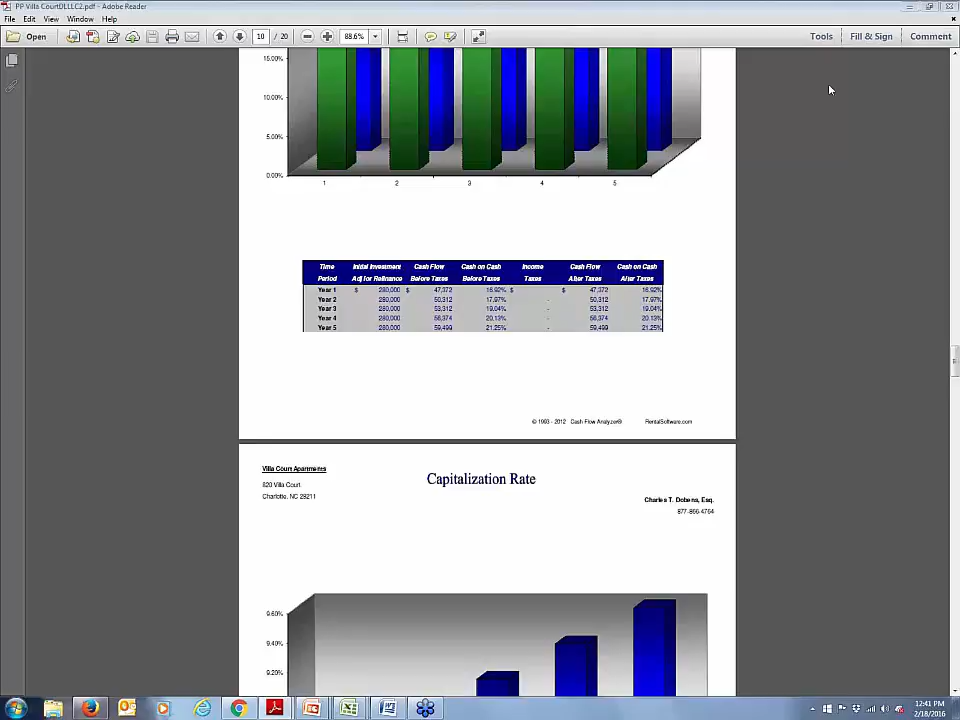 PP Villa CourtDLLLC2.pdf - Adobe Reader
File Edit View Window Help
Open 10 / 20 88.6% Tools Fill & Sign Comment
15.00%
10.00%
5.00%
0.00%
1 2 3 4 5
Time Initial Investment Cash Flow Cash on Cash Income Cash Flow Cash on Cash
Period Adj for Refinance Before Taxes Before Taxes Taxes After Taxes After Taxes
Year 1 $ 280,000 $ 47,372 16.92% $ $ 47,372 16.92%
Year 2 280,000 50,312 17.97% - 50,312 17.97%
Year 3 280,000 53,312 19.04% - 53,312 19.04%
Year 4 280,000 56,374 20.13% - 56,374 20.13%
Year 5 280,000 59,499 21.25% - 59,499 21.25%
© 1993 - 2012 Cash Flow Analyzer® RentalSoftware.com
Villa Court Apartments
Capitalization Rate
820 Villa Court
Charlotte, NC 28211
Charles T. Dobens, Esq.
877-866-4764
9.60%
9.40%
9.20%
12:41 PM
2/18/2016